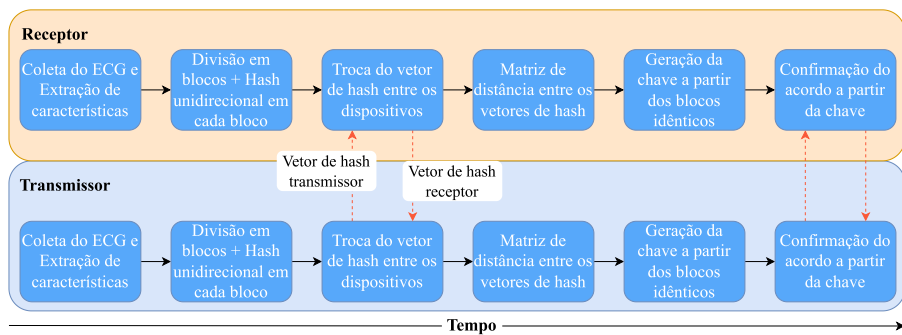 Receptor
Coleta do ECG e
Extração de
características
Divisão em
blocos + Hash
unidirecional em
cada bloco
Troca do vetor
de hash entre os
dispositivos
Matriz de
distância entre os
vetores de hash
Geração da
chave a partir
dos blocos
idênticos
Confirmação do
acordo a partir
da chave
Vetor de hash
transmissor
Vetor de hash
receptor
Transmissor
Coleta do ECG e
Extração de
características
Divisão em
blocos + Hash
unidirecional em
cada bloco
Troca do vetor
de hash entre os
dispositivos
Matriz de
distância entre os
vetores de hash
Geração da
chave a partir
dos blocos
idênticos
Confirmação do
acordo a partir
da chave
Tempo